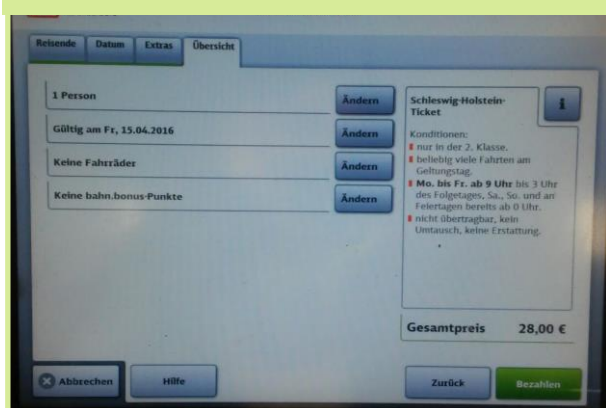 Reisende Datum Extras Übersicht
1 Person Ändern
Gültig am Fr, 15.04.2016 Ändern
Keine Fahrräder Ändern
Keine bahn.bonus-Punkte Ändern
Schleswig-Holstein-
Ticket
i
Konditionen:
nur in der 2. Klasse.
beliebig viele Fahrten am
Geltungstag.
Mo. bis Fr. ab 9 Uhr bis 3 Uhr
des Folgetages, Sa., So. und an
Feiertagen bereits ab 0 Uhr.
nicht übertragbar, kein
Umtausch, keine Erstattung.
Gesamtpreis 28,00 €
Abbrechen Hilfe Zurück Bezahlen